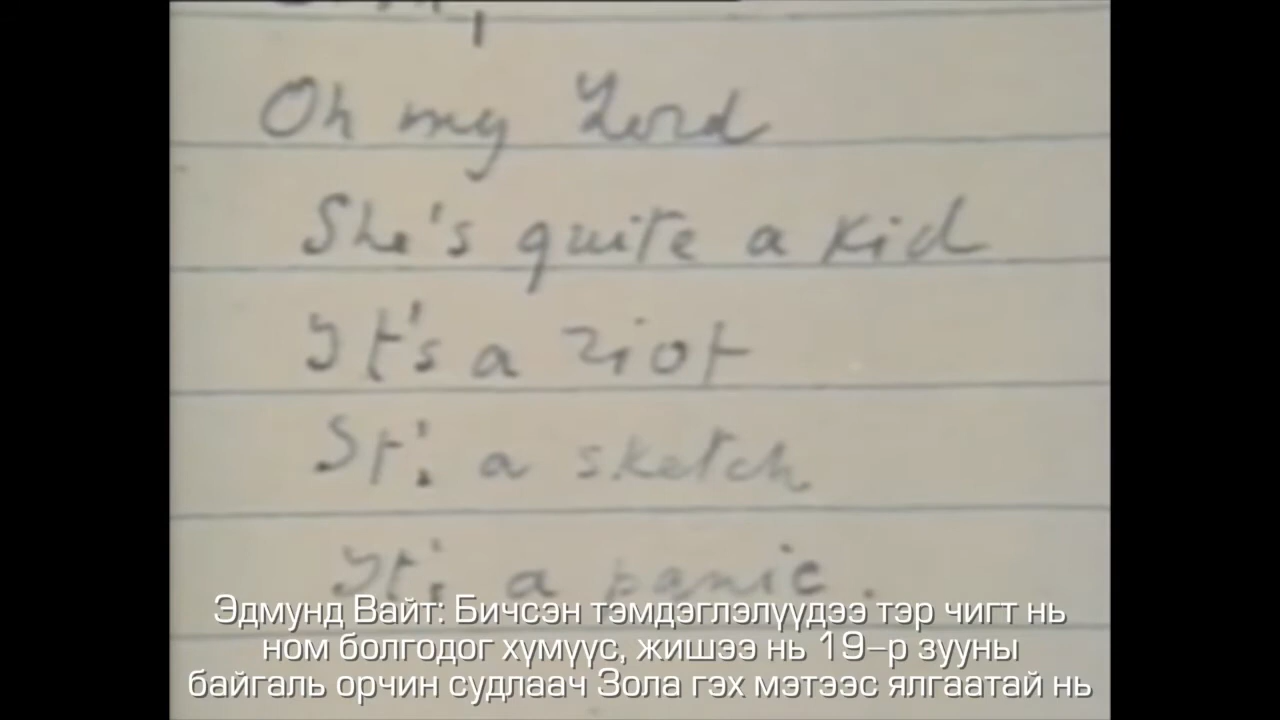 Oh my Lord
She's quite a kid
It's a riot
It's a sketch
It's a panic.
Эдмунд Вайт: Бичсэн тэмдэглэлүүдээ тэр чигт нь
ном болгодог хүмүүс, жишээ нь 19-р зууны
байгаль орчин судлаач Зола гэх мэтээс ялгаатай нь